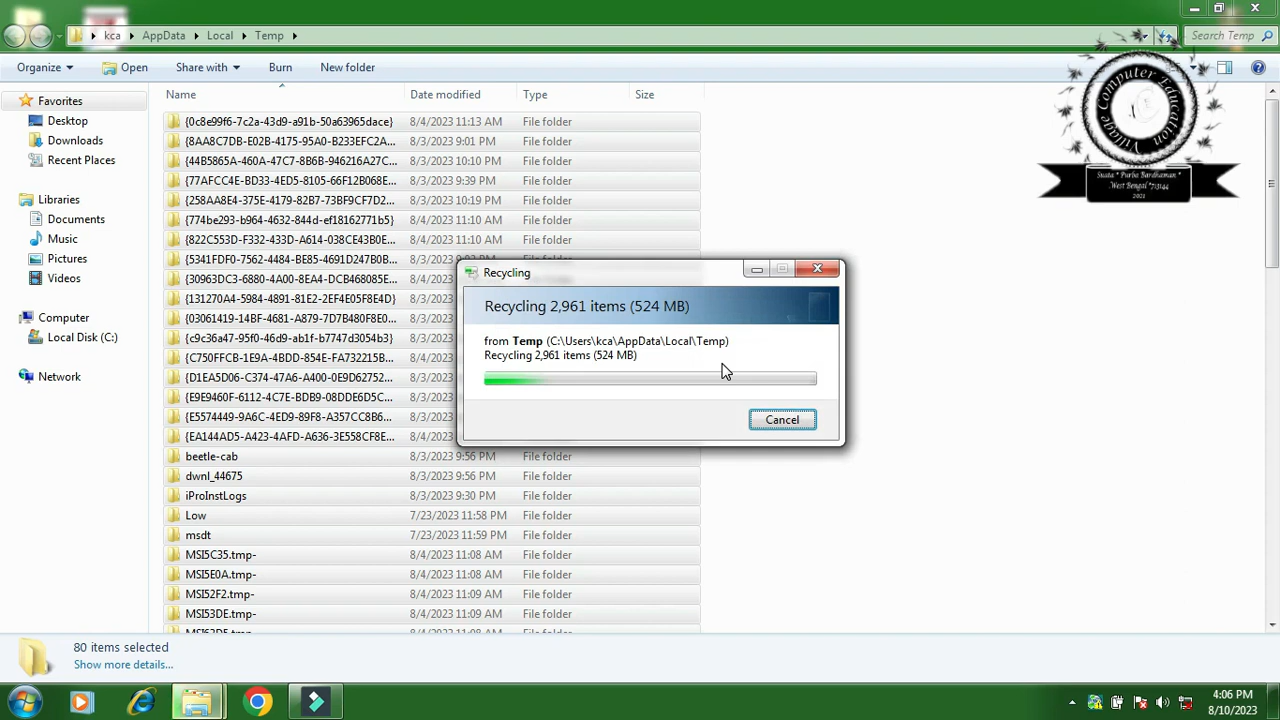 kca AppData Local Temp
Search Temp
Organize Open Share with Burn New folder
Name Date modified Type Size
Favorites
Desktop
Downloads
Recent Places
Libraries
Documents
Music
Pictures
Videos
Computer
Local Disk (C:)
Network
{0c8e99f6-7c2a-43d9-a91b-50a63965dace} 8/4/2023 11:13 AM File folder
{8AA8C7DB-E02B-4175-95A0-B233EFC2A... 8/3/2023 9:01 PM File folder
{44B5865A-460A-47C7-8B6B-946216A27C... 8/3/2023 10:10 PM File folder
{77AFCC4E-BD33-4ED5-8105-66F12B068E... 8/3/2023 9:59 PM File folder
{258AA8E4-375E-4179-82B7-73F9CF7D2... 8/3/2023 10:19 PM File folder
{774be293-b964-4632-844d-ef18162771b5} 8/4/2023 11:10 AM File folder
{822C553D-F332-433D-A614-038CE43B0E... 8/4/2023 11:10 AM File folder
{5341FDF0-7562-4484-BE85-4691D247B0...
{30963DC3-6880-4A00-8EA4-DCB468085...
{131270A4-5984-4891-81E2-2EF4E05F8E4D}
{03061419-14BF-4681-A879-7D7B480F8E0...
{c9c36a47-95f0-46d9-ab1f-b7747d3054b3}
{C750FFCB-1E9A-4BDD-854F-FA732215B...
{D1EA5D06-C374-47A6-A400-0E9D62752...
{E9E9460F-6112-4C7E-BDB9-08DDE6B9C...
{E5574449-9A6C-4ED9-89F8-A357CC8B6...
{EA144AD5-A423-4AFD-A636-3E558CF8E...
beetle-cab 8/3/2023 9:56 PM File folder
dwnl_44675 8/3/2023 9:56 PM File folder
iProInstLogs 8/3/2023 9:30 PM File folder
Low 7/23/2023 11:58 PM File folder
msdt 7/23/2023 11:59 PM File folder
MSI5C35.tmp- 8/4/2023 11:08 AM File folder
MSI5E0A.tmp- 8/4/2023 11:08 AM File folder
MSI52F2.tmp- 8/4/2023 11:09 AM File folder
MSI53DE.tmp- 8/4/2023 11:09 AM File folder
Recycling
Recycling 2,961 items (524 MB)
from Temp (C:\Users\kca\AppData\Local\Temp)
Recycling 2,961 items (524 MB)
Cancel
Village Computer Education
Suata * Purba Bardhaman *
West Bengal *713144
2021
80 items selected
Show more details...
4:06 PM
8/10/2023